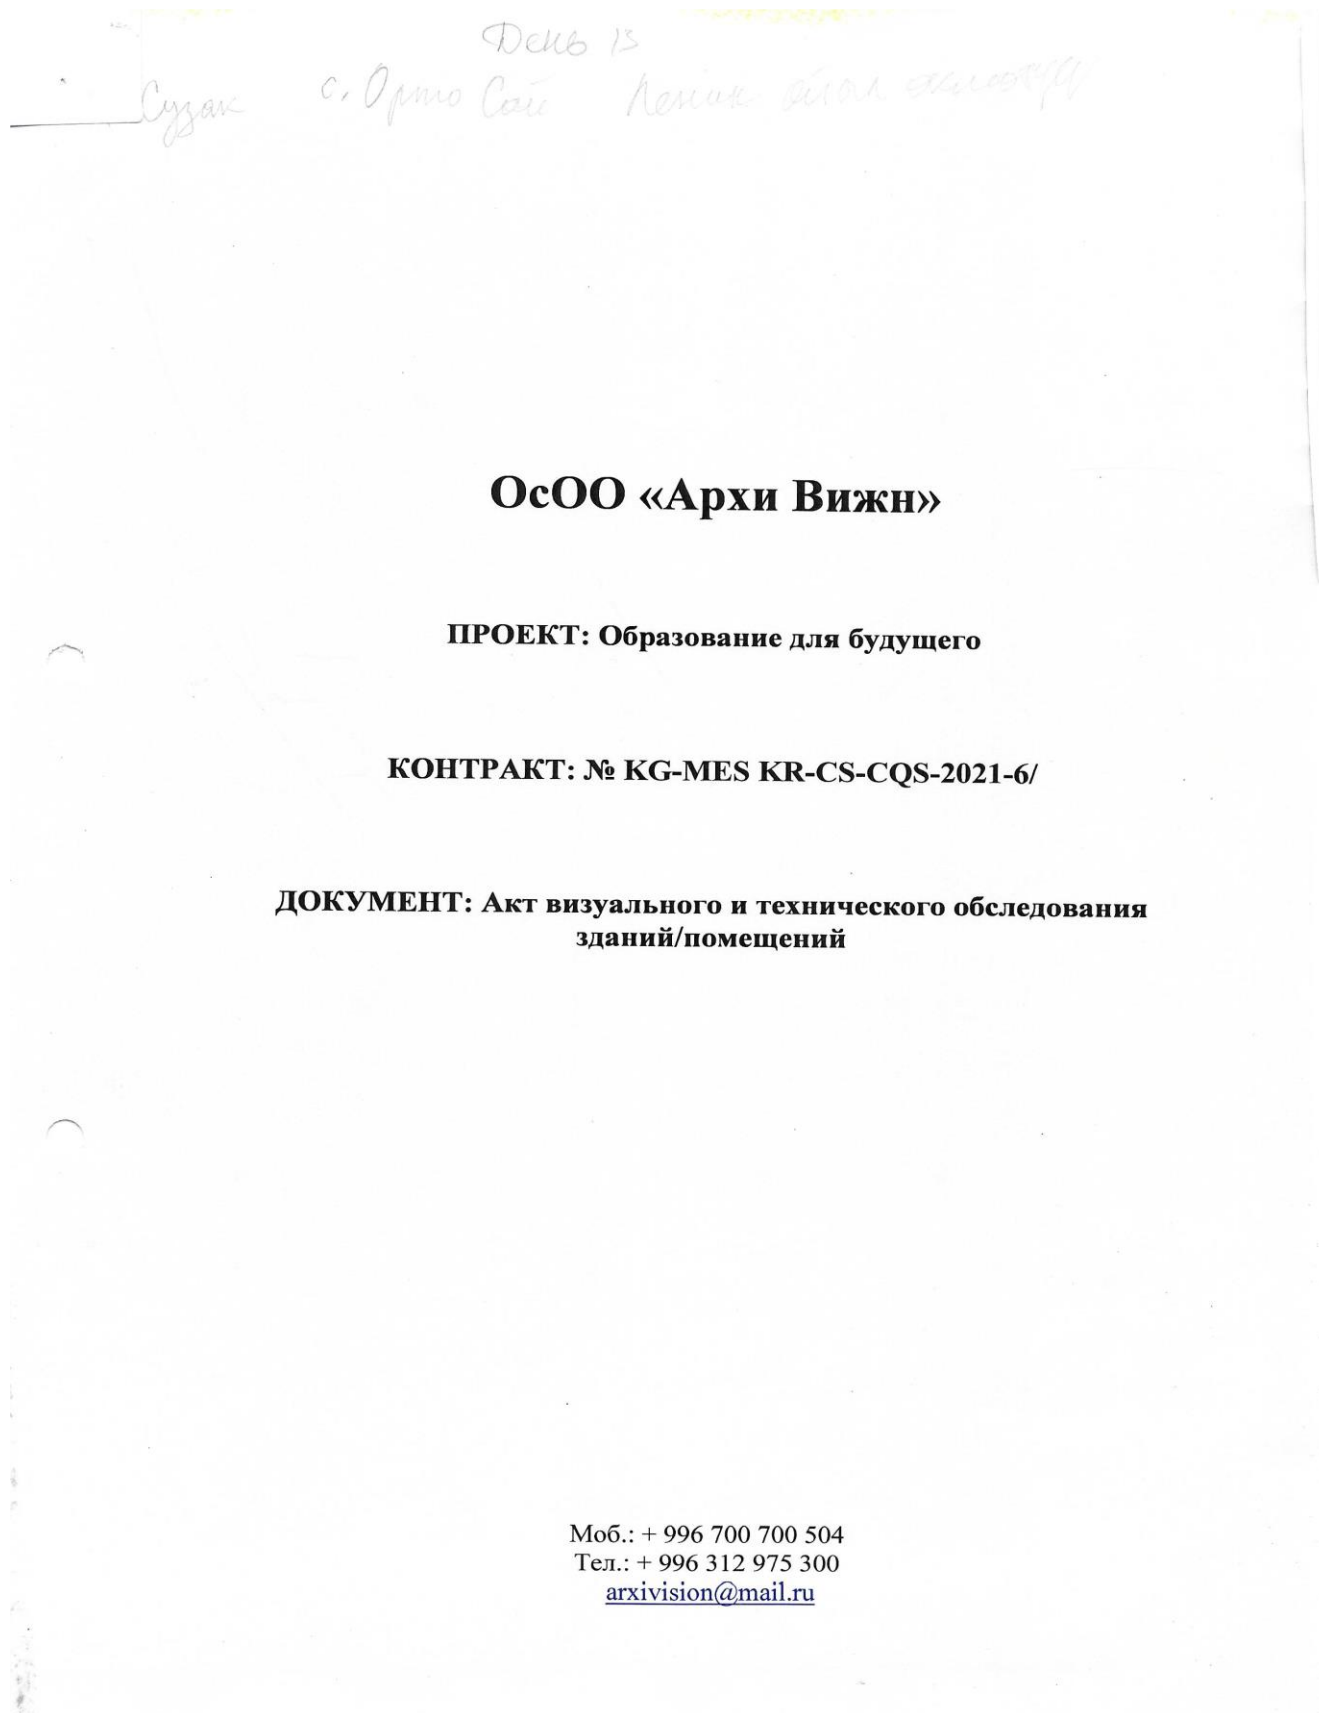 День 13
Сузак с. Орто Сай Ленин айыл
ОсОО «Архи Вижн»
ПРОЕКТ: Образование для будущего
КОНТРАКТ: № KG-MES KR-CS-CQS-2021-6/
ДОКУМЕНТ: Акт визуального и технического обследования
зданий/помещений
Моб.: + 996 700 700 504
Тел.: + 996 312 975 300
arxivision@mail.ru